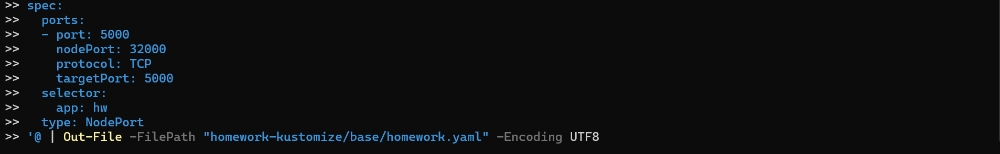 >> spec:
>>   ports:
>>   - port: 5000
>>     nodePort: 32000
>>     protocol: TCP
>>     targetPort: 5000
>>   selector:
>>     app: hw
>>   type: NodePort
>> '@ | Out-File -FilePath "homework-kustomize/base/homework.yaml" -Encoding UTF8